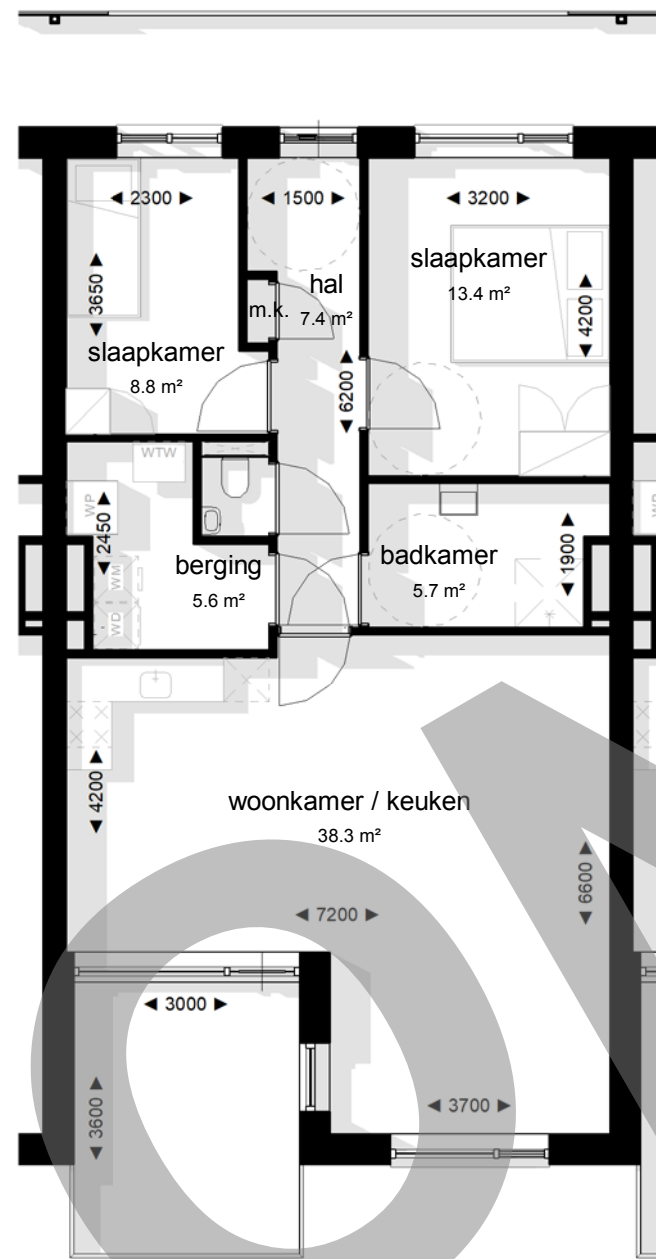 ◄ 2300 ►
◄ 1500 ►
◄ 3200 ►
◄ 3650 ►
slaapkamer
8.8 m²
hal
7.4 m²
m.k.
◄ 6200 ►
slaapkamer
13.4 m²
◄ 4200 ►
WTW
WP
◄ 2450 ►
WM
WD
berging
5.6 m²
badkamer
5.7 m²
◄ 1900 ►
WP
woonkamer / keuken
38.3 m²
◄ 4200 ►
◄ 7200 ►
◄ 6600 ►
◄ 3000 ►
◄ 3600 ►
◄ 3700 ►